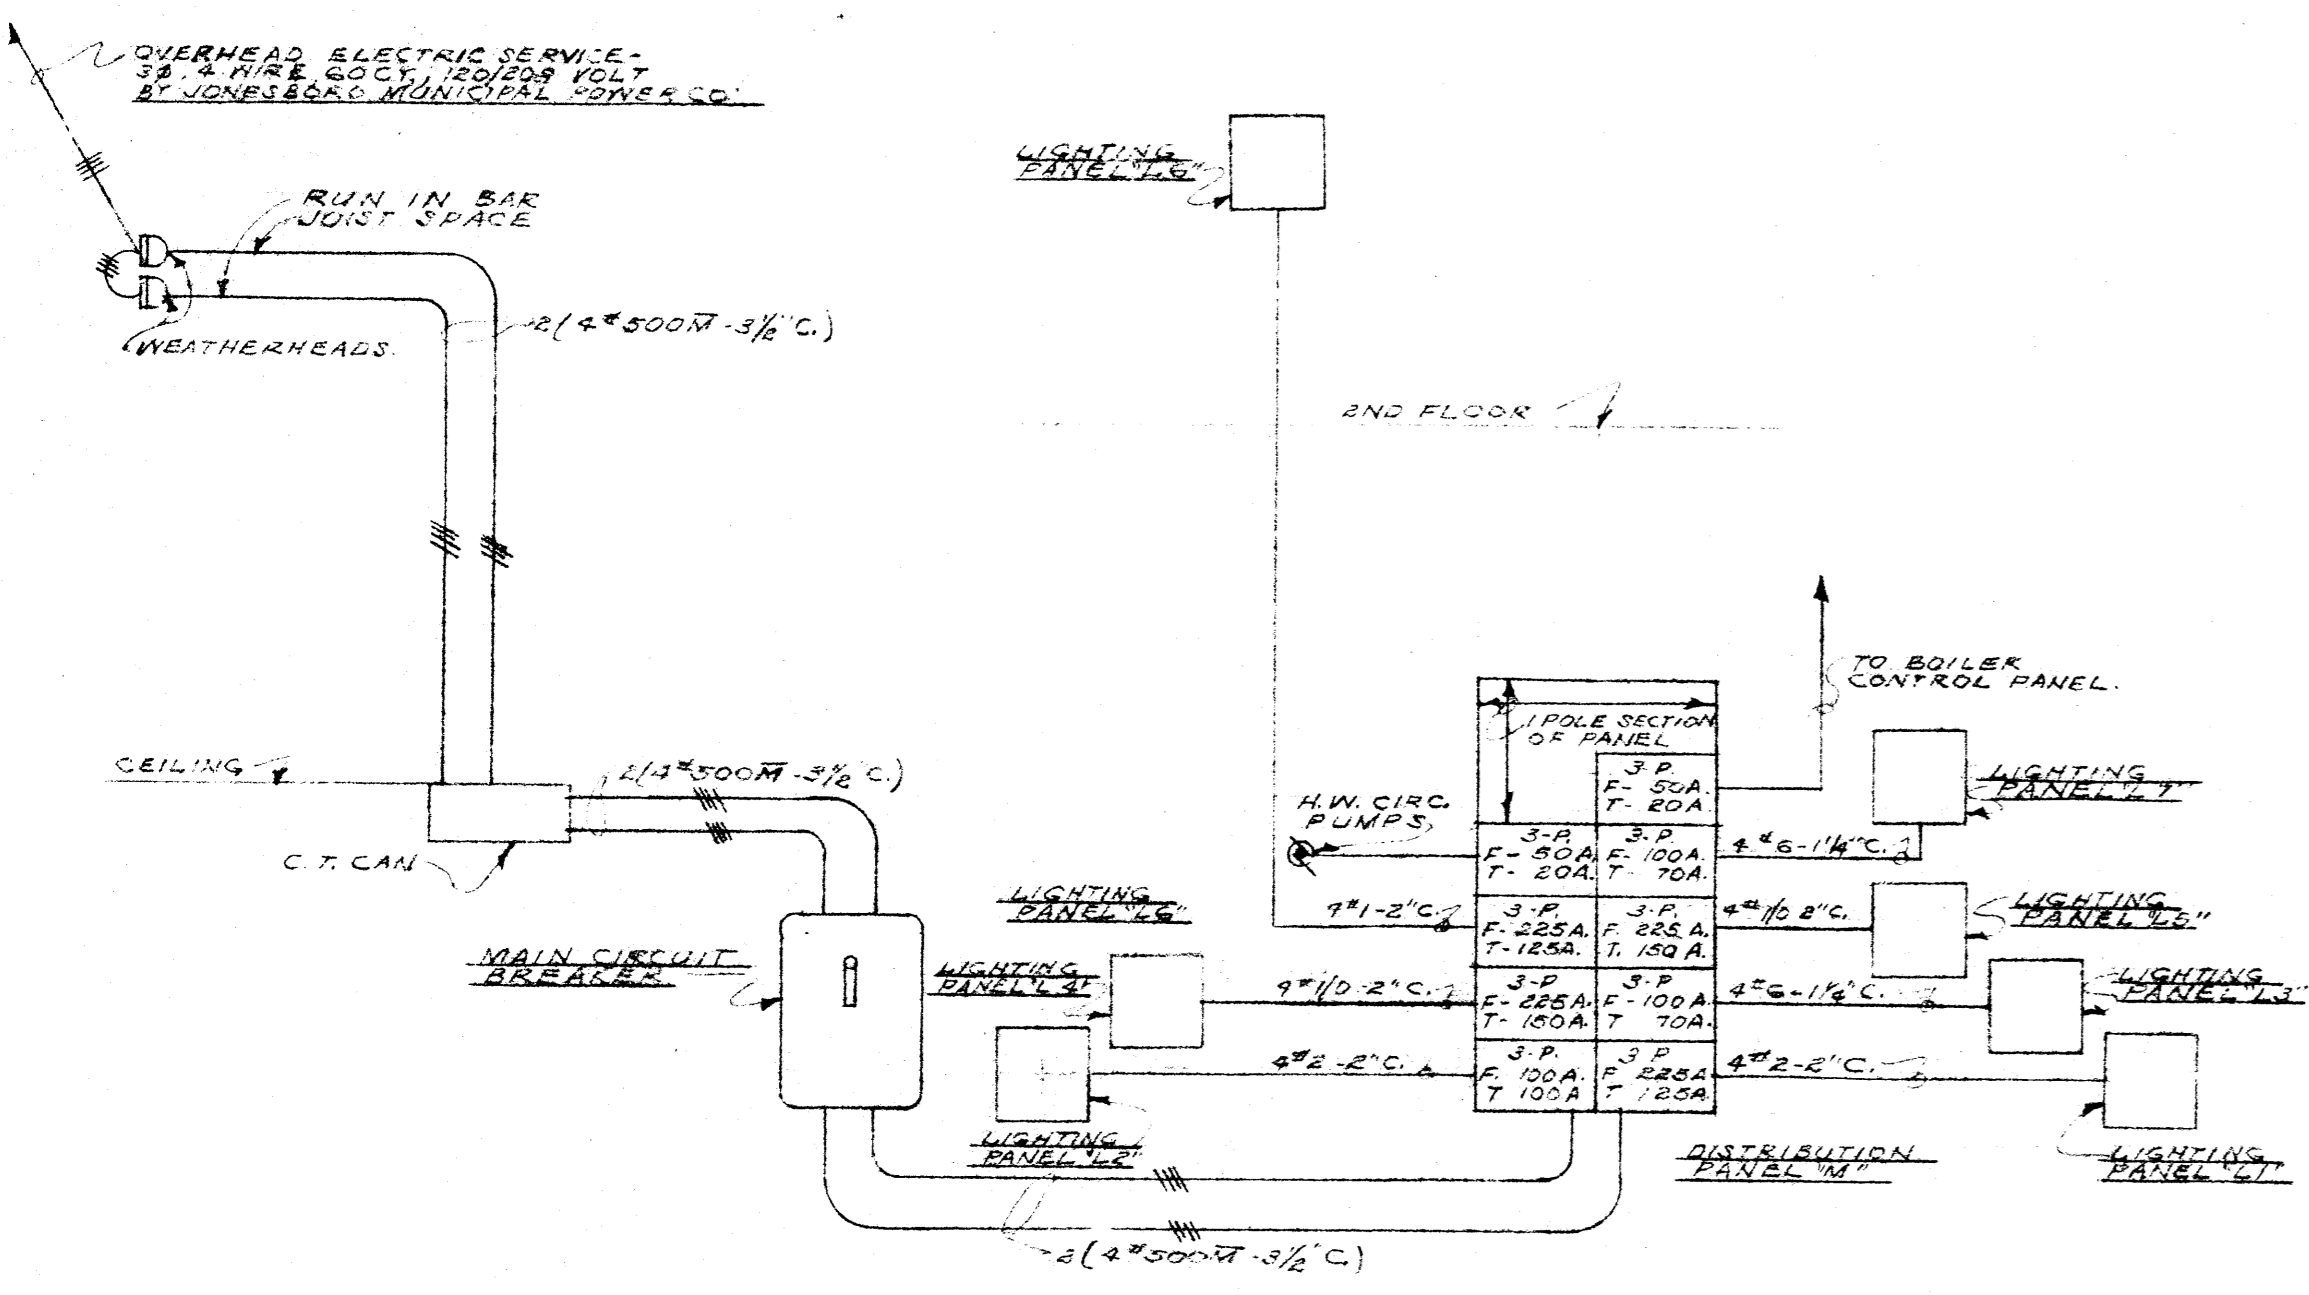 OVERHEAD ELECTRIC SERVICE-
3φ, 4 WIRE, 60 CY., 120/208 VOLT
BY JONESBORO MUNICIPAL POWER CO.
RUN IN BAR
JOIST SPACE
WEATHERHEADS.
2(4#500M̅-3½"C.)
LIGHTING
PANEL "L6"
2ND FLOOR
CEILING
C.T. CAN
2(4#500M̅-3½"C.)
MAIN CIRCUIT
BREAKER
TO BOILER
CONTROL PANEL.
1 POLE SECTION
OF PANEL
3-P.
F- 50A.
T- 20A.
H.W. CIRC.
PUMPS
3-P.
F- 50A.
T- 20A.
3-P.
F- 100A.
T- 70A.
4#6-1¼"C.
LIGHTING
PANEL "L7"
LIGHTING
PANEL "L6"
4#1-2"C.
3-P.
F- 225A.
T-125A.
3-P.
F. 225A.
T. 150A.
4#1/0 2"C.
LIGHTING
PANEL "L5"
LIGHTING
PANEL "L4"
4#1/0-2"C.
3-P
F- 225A.
T- 150A.
3-P.
F-100A.
T 70A.
4#6-1¼"C.
LIGHTING
PANEL "L3"
LIGHTING
PANEL "L2"
4#2-2"C.
3-P.
F. 100A.
T 100A
3 P
F 225A
T 125A.
4#2-2"C.
LIGHTING
PANEL "L1"
DISTRIBUTION
PANEL "M"
2(4#500M̅-3½"C.)